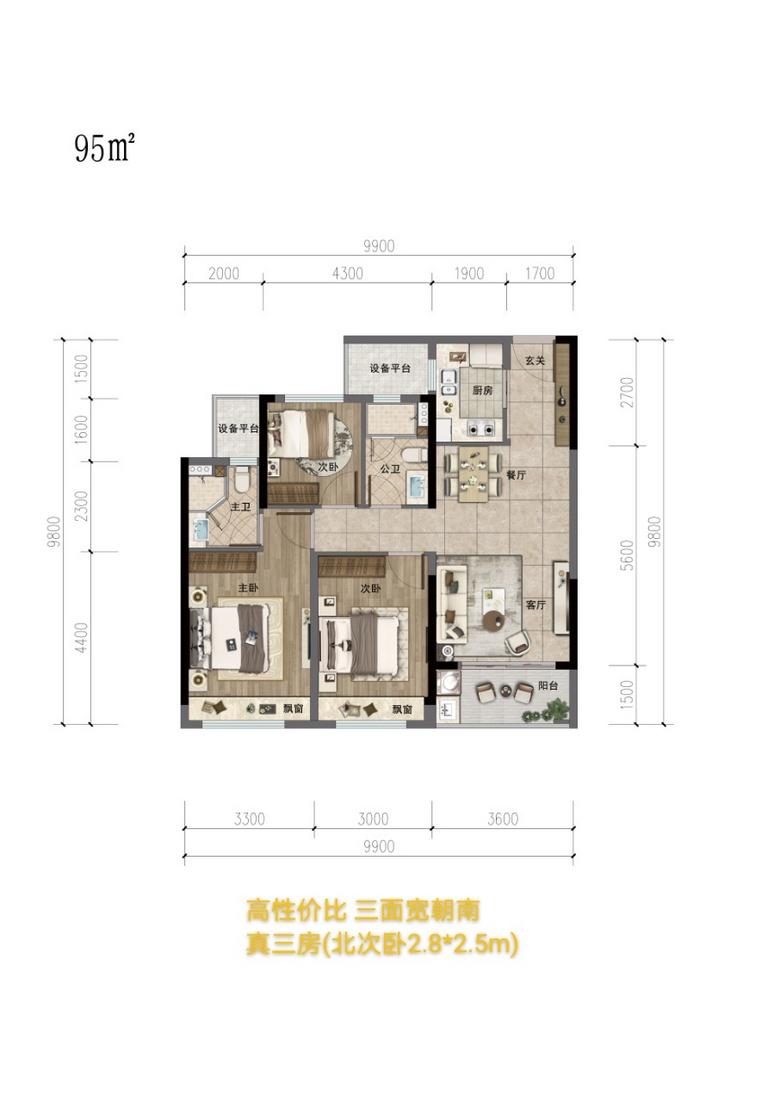 95㎡
9900
2000 4300 1900 1700
1500
1600
2300
4400
9800
2700
5600
1500
9800
设备平台
厨房
玄关
设备平台
次卧
公卫
餐厅
主卫
主卧
次卧
客厅
阳台
飘窗
飘窗
3300 3000 3600
9900
高性价比 三面宽朝南
真三房(北次卧2.8*2.5m)